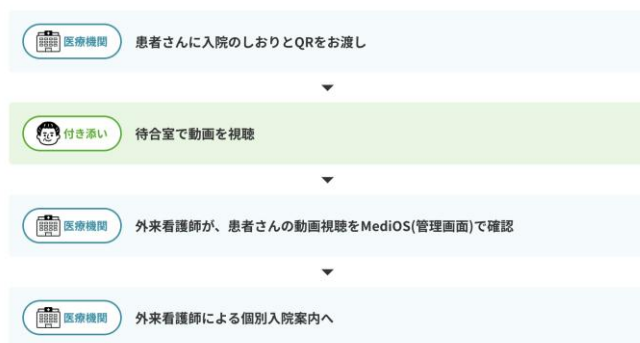 医療機関 患者さんに入院のしおりとQRをお渡し
付き添い 待合室で動画を視聴
医療機関 外来看護師が、患者さんの動画視聴をMediOS(管理画面)で確認
医療機関 外来看護師による個別入院案内へ